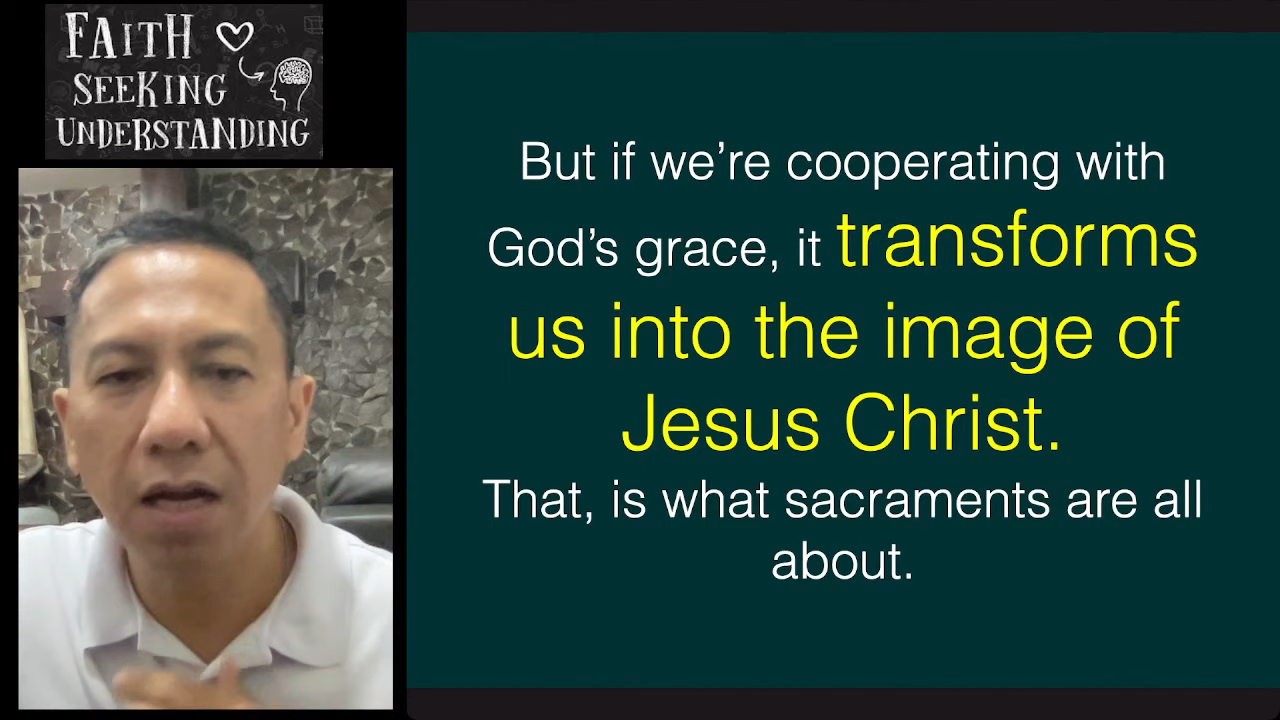 FAITH
SEEKING
UNDERSTANDING
But if we’re cooperating with
God’s grace, it transforms
us into the image of
Jesus Christ.
That, is what sacraments are all
about.